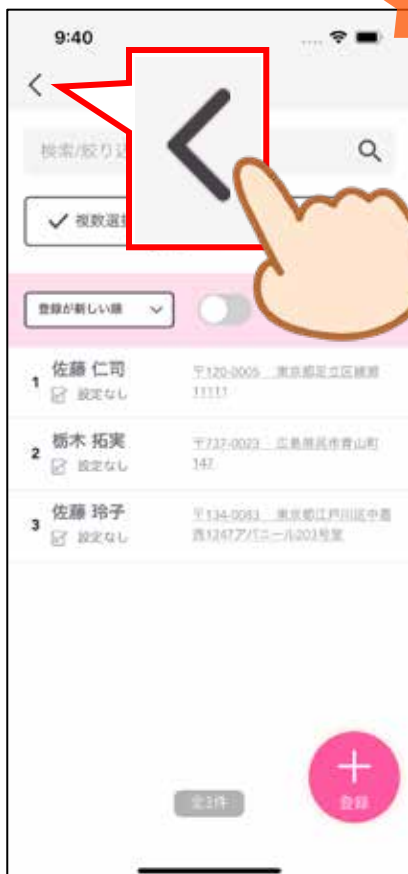 9:40
検索/絞り込
複数選
登録が新しい順
1 佐藤 仁司
設定なし
〒120-0005 東京都足立区綾瀬
11111
2 栃木 拓実
設定なし
〒737-0023 広島県呉市青山町
147
3 佐藤 玲子
設定なし
〒134-0083 東京都江戸川区中葛
西1247アパニール203号室
全3件
登録